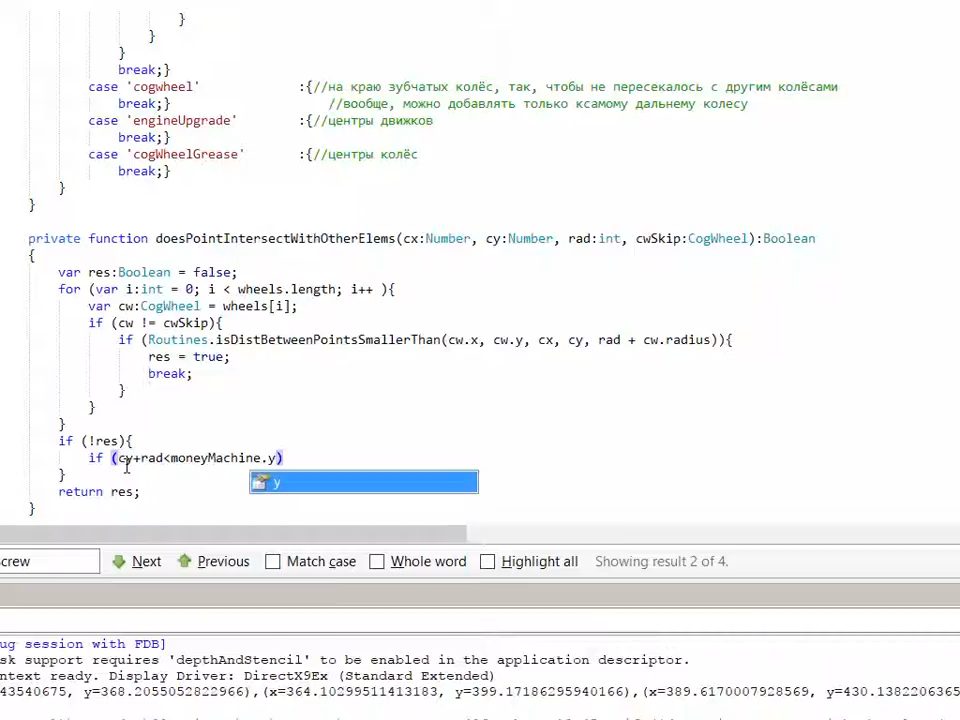 }
}
}
break;}
case 'cogwheel' :{//на краю зубчатых колёс, так, чтобы не пересекалось с другим колёсами
break;} //вообще, можно добавлять только ксамому дальнему колесу
case 'engineUpgrade' :{//центры движков
break;}
case 'cogWheelGrease' :{//центры колёс
break;}
}
}
private function doesPointIntersectWithOtherElems(cx:Number, cy:Number, rad:int, cwSkip:CogWheel):Boolean
{
var res:Boolean = false;
for (var i:int = 0; i < wheels.length; i++ ){
var cw:CogWheel = wheels[i];
if (cw != cwSkip){
if (Routines.isDistBetweenPointsSmallerThan(cw.x, cw.y, cx, cy, rad + cw.radius)){
res = true;
break;
}
}
}
if (!res){
if (cy+rad<moneyMachine.y)
}
y
return res;
}
crew Next Previous Match case Whole word Highlight all Showing result 2 of 4.
ug session with FDB]
sk support requires 'depthAndStencil' to be enabled in the application descriptor.
ntext ready. Display Driver: DirectX9Ex (Standard Extended)
43540675, y=368.2055052822966),(x=364.10299511413183, y=399.17186295940166),(x=389.6170007928569, y=430.1382206365